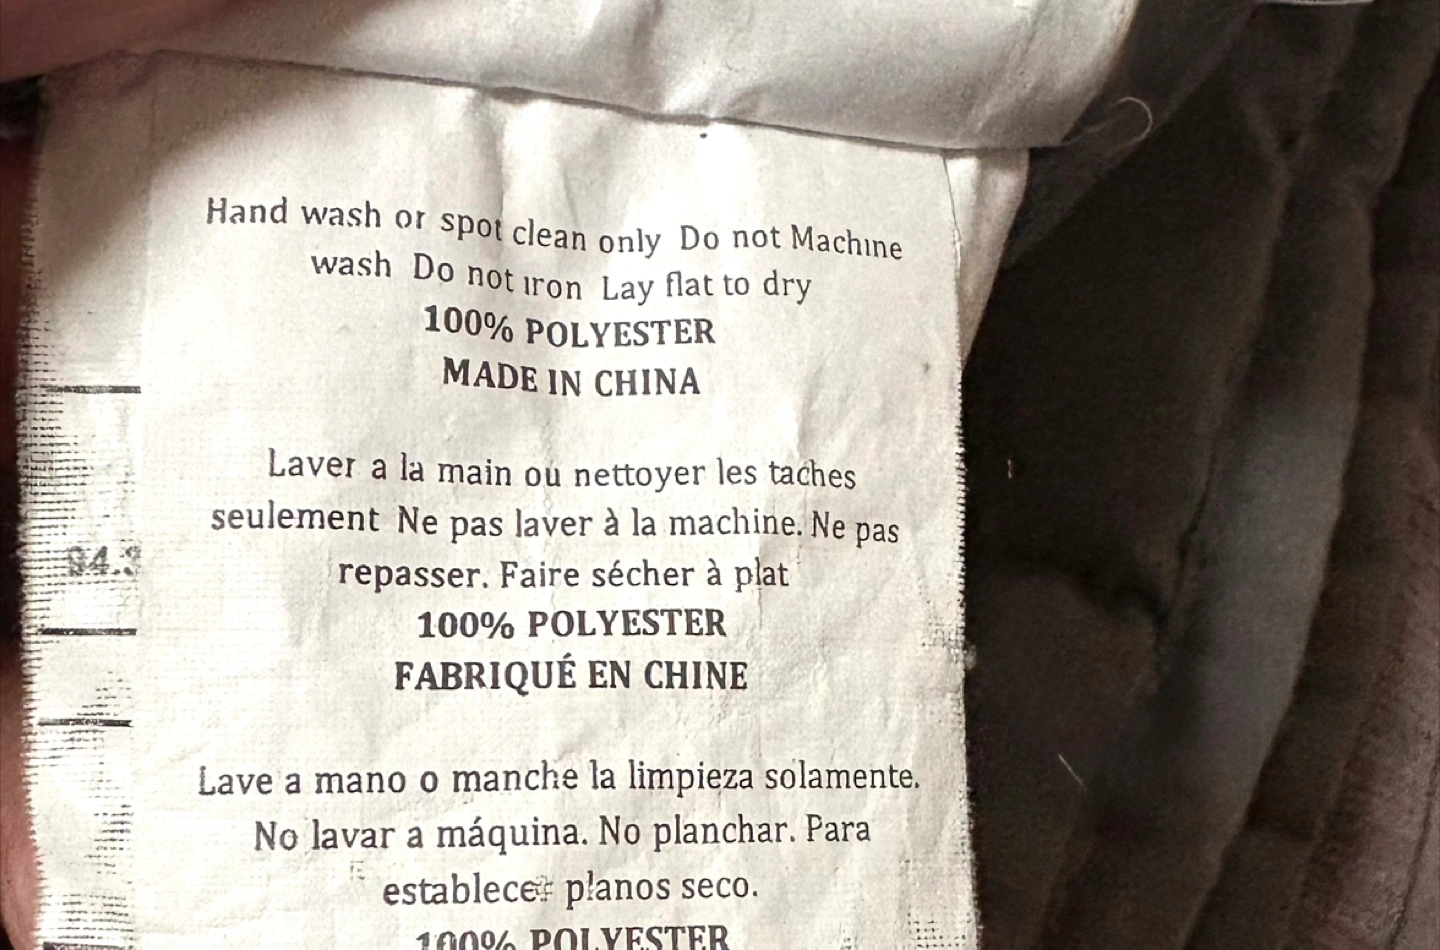 Hand wash or spot clean only Do not Machine
wash Do not iron Lay flat to dry
100% POLYESTER
MADE IN CHINA
Laver a la main ou nettoyer les taches
seulement Ne pas laver à la machine. Ne pas
repasser. Faire sécher à plat
100% POLYESTER
FABRIQUÉ EN CHINE
Lave a mano o manche la limpieza solamente.
No lavar a máquina. No planchar. Para
establecer planos seco.
100% POLYESTER